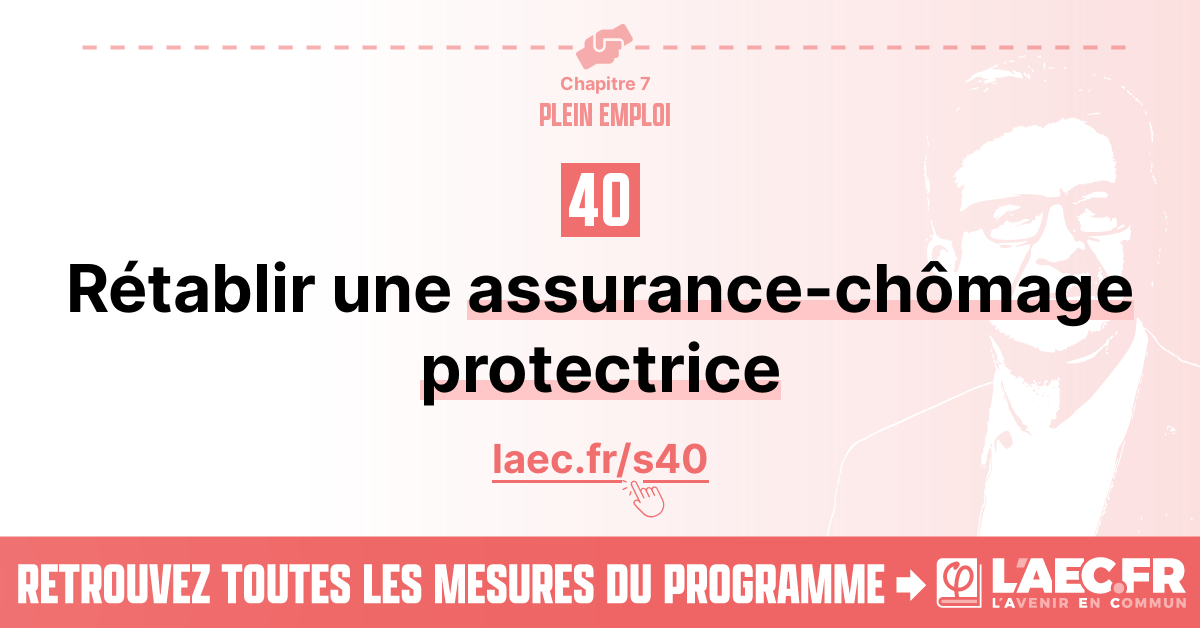 Chapitre 7
PLEIN EMPLOI
40
Rétablir une assurance-chômage
protectrice
laec.fr/s40
RETROUVEZ TOUTES LES MESURES DU PROGRAMME
φ
L'AEC.FR
L'AVENIR EN COMMUN